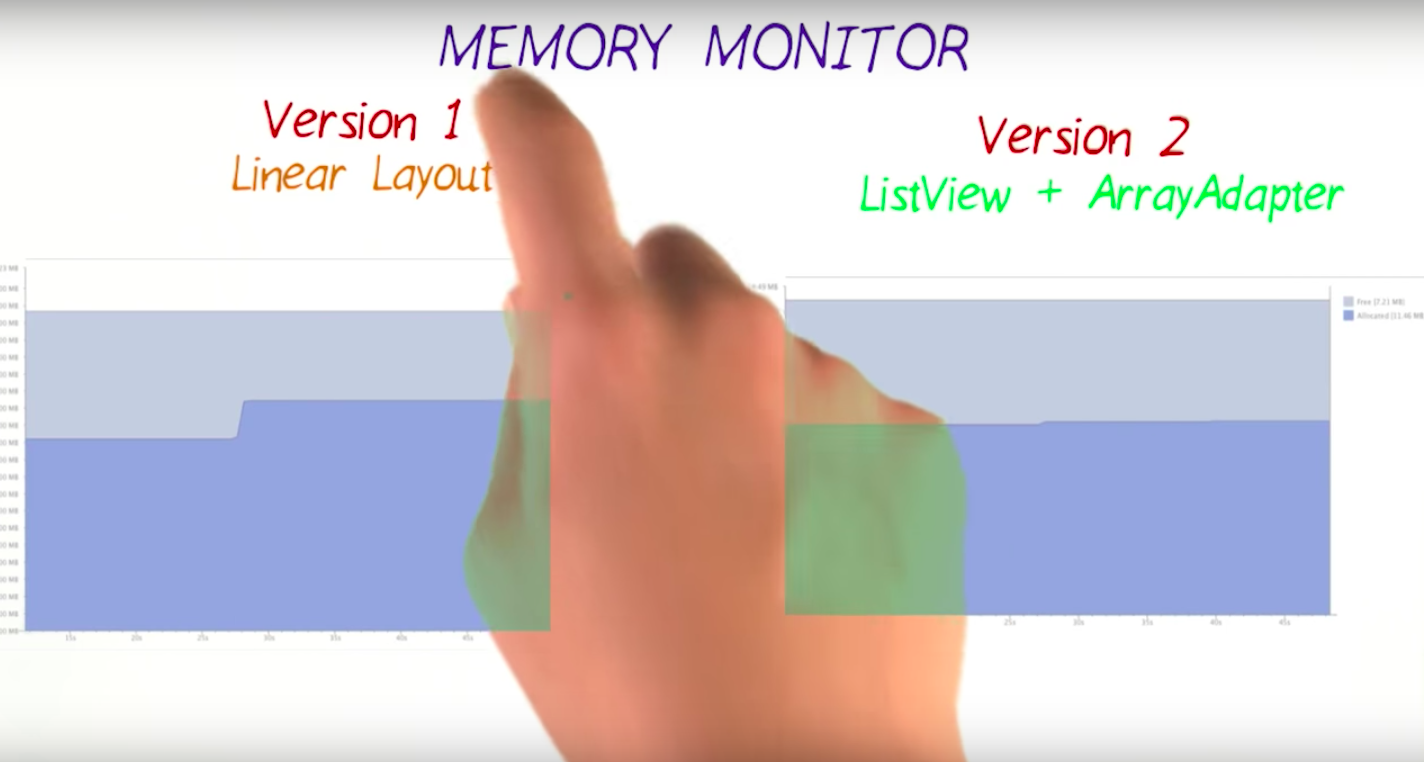 MEMORY MONITOR
Version 1
Linear Layout
Version 2
ListView + ArrayAdapter
Free (7.21 MB)
Allocated (11.46 MB
15s 20s 25s 30s 35s 40s 45s
25s 30s 35s 40s 45s